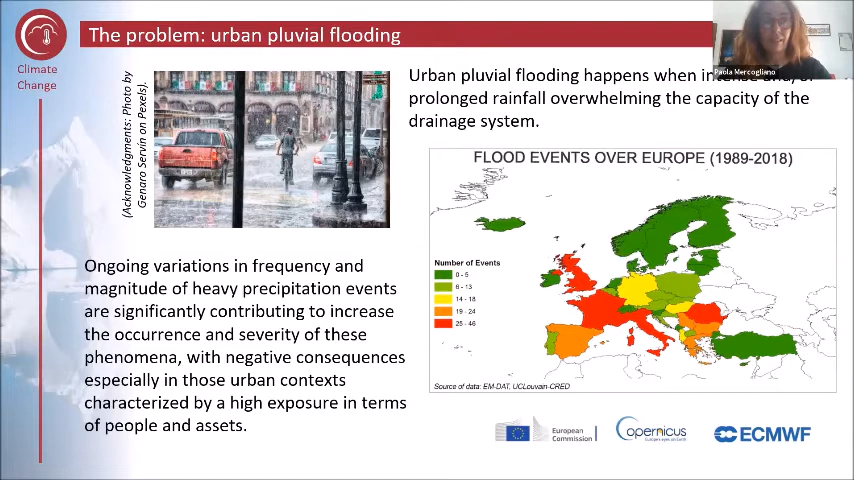 The problem: urban pluvial flooding
Climate
Change
(Acknowledgments: Photo by
Genaro Servín on Pexels).
Paola Mercogliano
Urban pluvial flooding happens when intense
prolonged rainfall overwhelming the capacity of the
drainage system.
FLOOD EVENTS OVER EUROPE (1989-2018)
Number of Events
0 - 5
6 - 13
14 - 18
19 - 24
25 - 46
Source of data: EM-DAT, UCLouvain-CRED
Ongoing variations in frequency and
magnitude of heavy precipitation events
are significantly contributing to increase
the occurrence and severity of these
phenomena, with negative consequences
especially in those urban contexts
characterized by a high exposure in terms
of people and assets.
European
Commission
opernicus
Europe's eyes on Earth
ECMWF